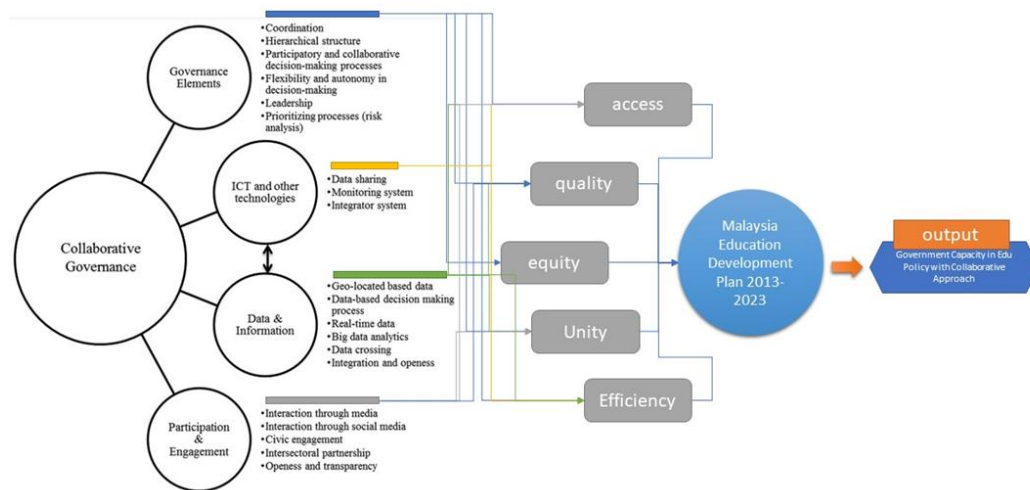 Collaborative
Governance
Governance
Elements
•Coordination
•Hierarchical structure
•Participatory and collaborative
decision-making processes
•Flexibility and autonomy in
decision-making
•Leadership
•Prioritizing processes (risk
analysis)
ICT and other
technologies
•Data sharing
•Monitoring system
•Integrator system
Data &
Information
•Geo-located based data
•Data-based decision making
process
•Real-time data
•Big data analytics
•Data crossing
•Integration and openess
Participation
&
Engagement
•Interaction through media
•Interaction through social media
•Civic engagement
•Intersectoral partnership
•Openess and transparency
access
quality
equity
Unity
Efficiency
Malaysia
Education
Development
Plan 2013-
2023
output
Government Capacity in Edu
Policy with Collaborative
Approach